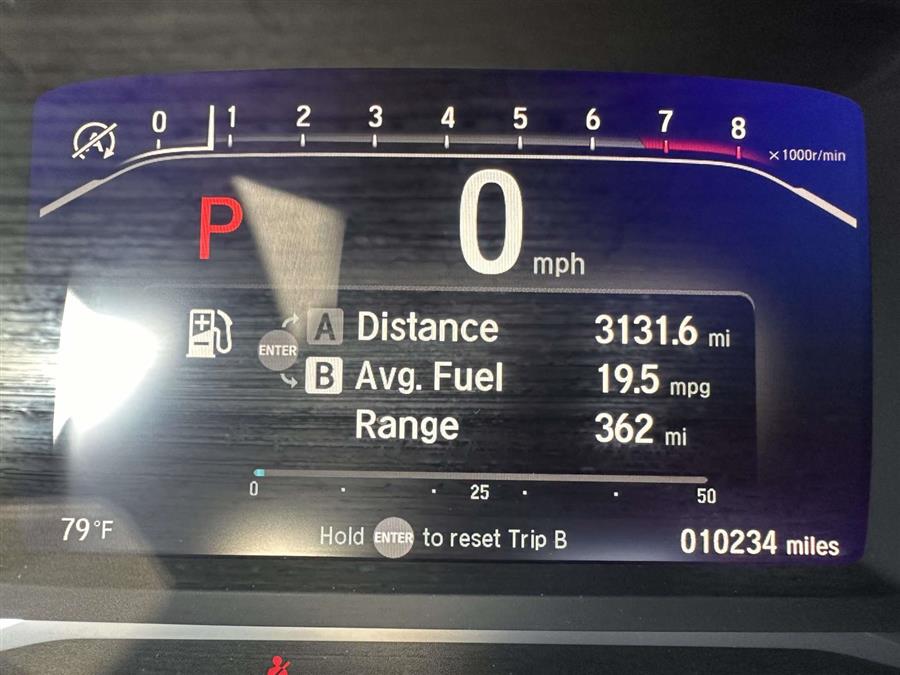 0 1 2 3 4 5 6 7 8
×1000r/min
A
P 0 mph
A Distance 3131.6 mi
ENTER
B Avg. Fuel 19.5 mpg
Range 362 mi
0 25 50
79°F Hold ENTER to reset Trip B 010234 miles